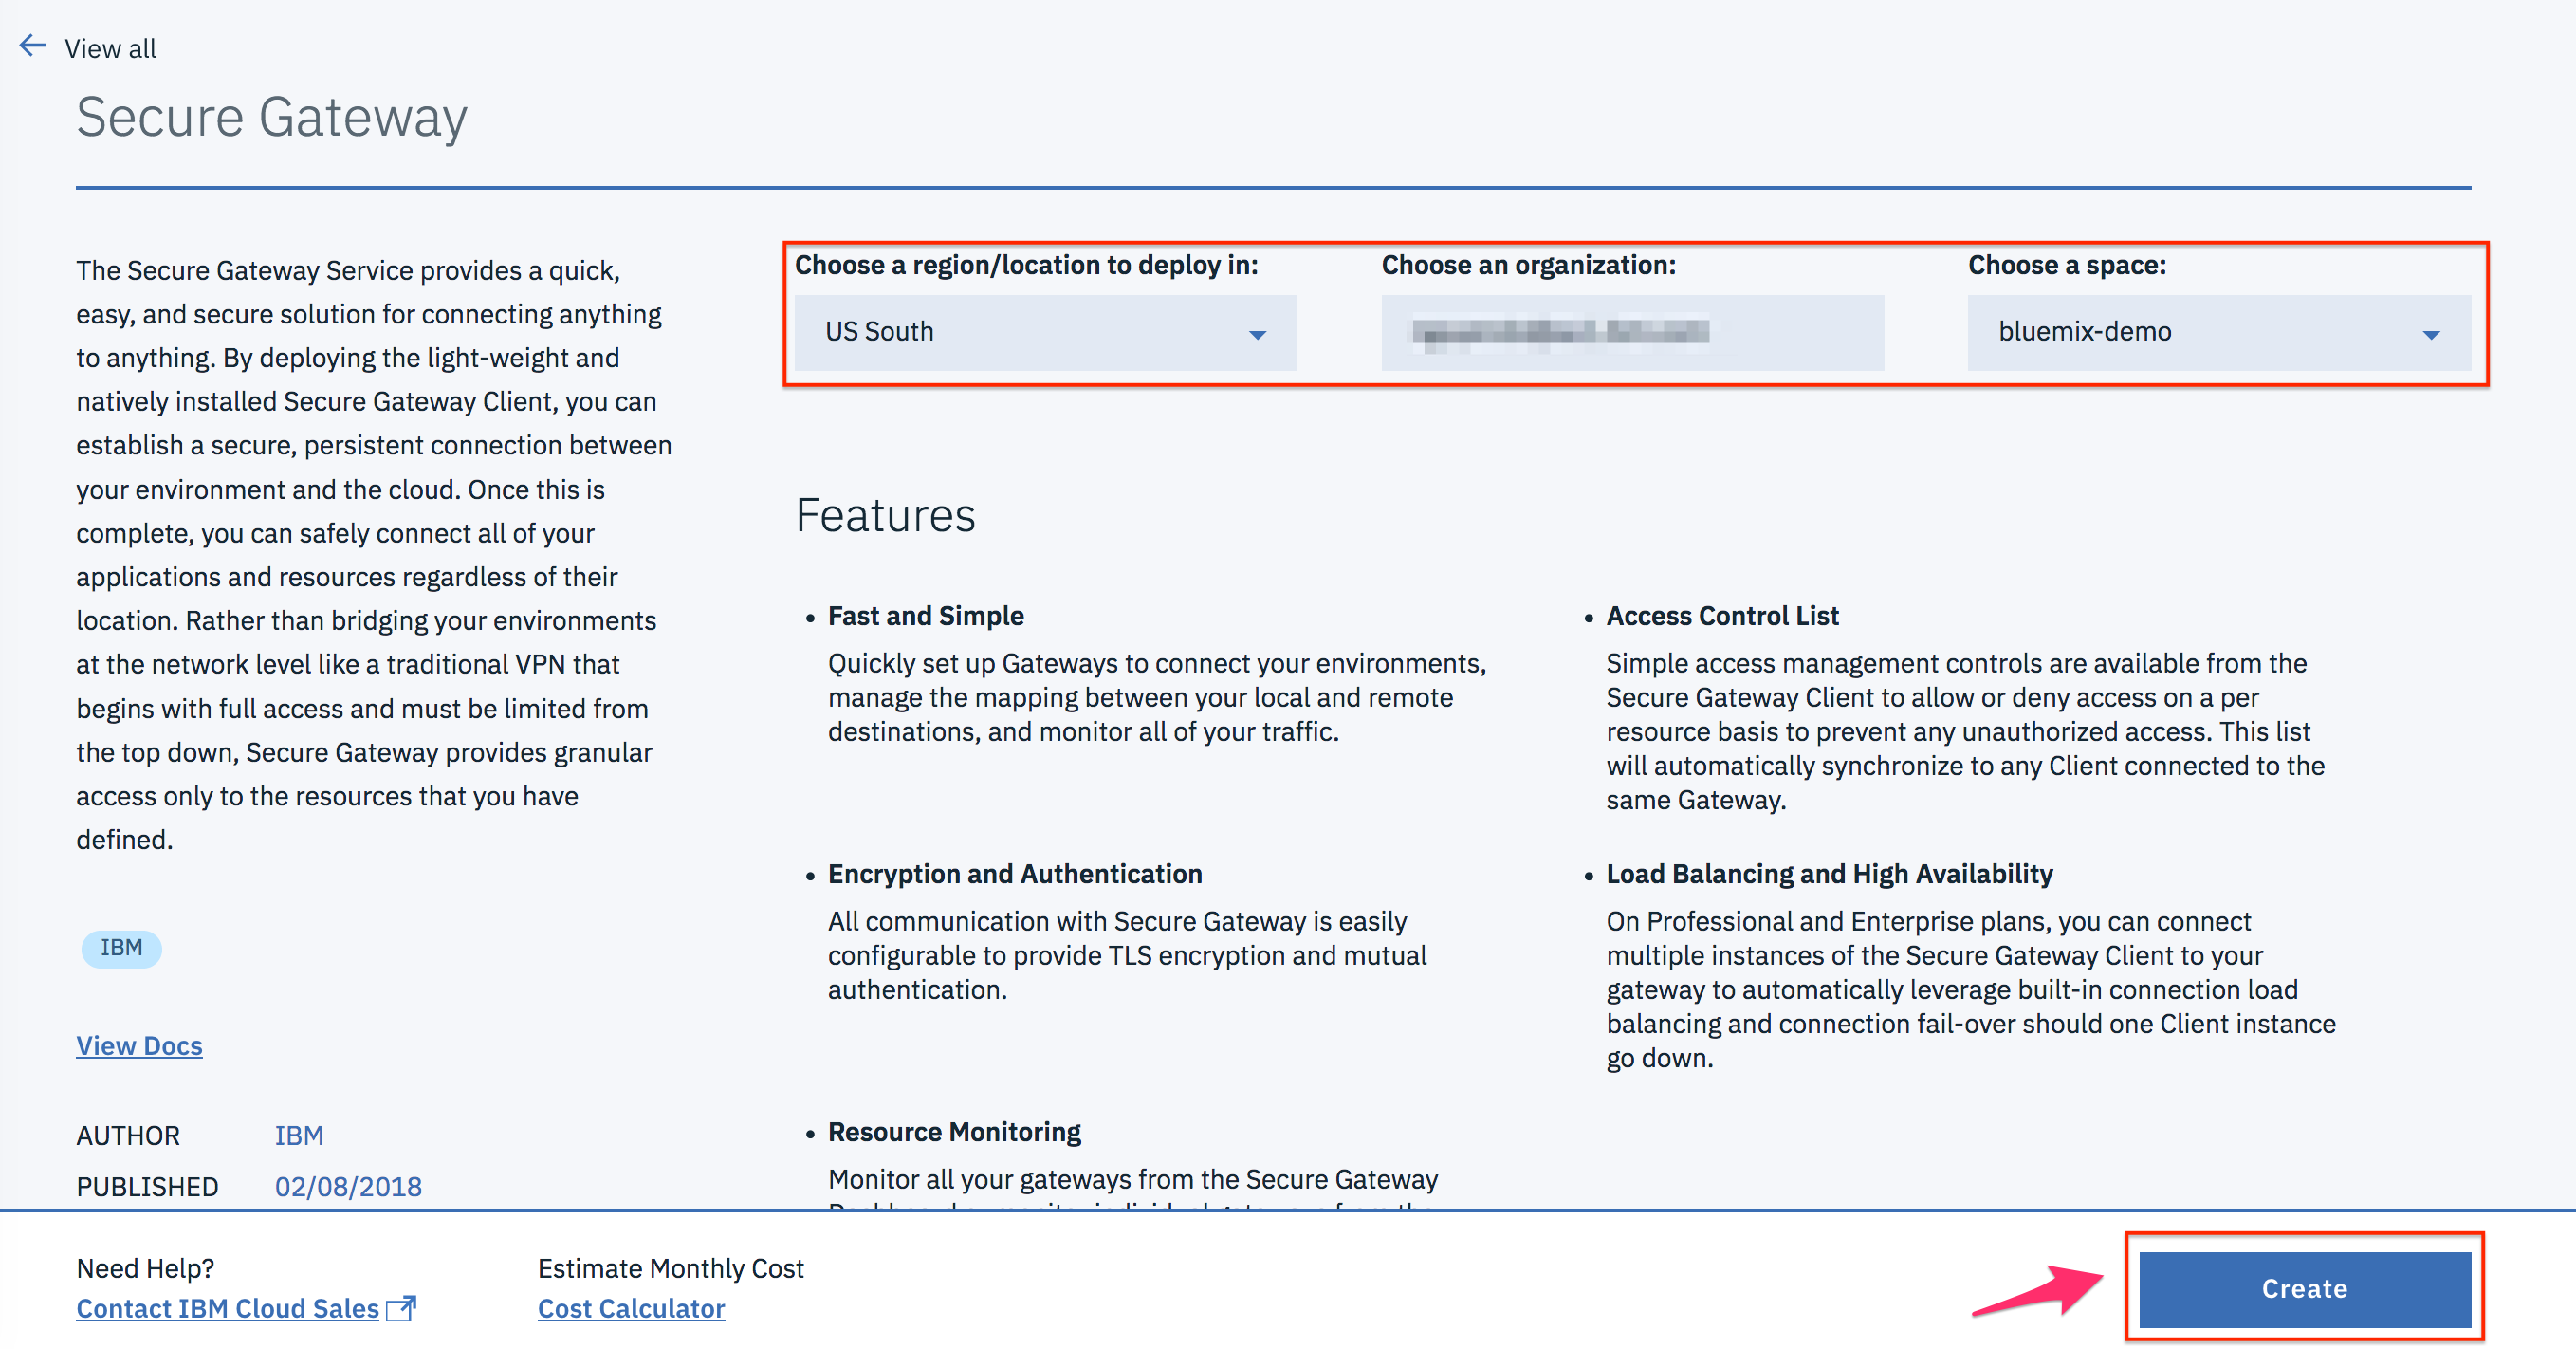 View all
Secure Gateway
The Secure Gateway Service provides a quick,
easy, and secure solution for connecting anything
to anything. By deploying the light-weight and
natively installed Secure Gateway Client, you can
establish a secure, persistent connection between
your environment and the cloud. Once this is
complete, you can safely connect all of your
applications and resources regardless of their
location. Rather than bridging your environments
at the network level like a traditional VPN that
begins with full access and must be limited from
the top down, Secure Gateway provides granular
access only to the resources that you have
defined.
IBM
View Docs
AUTHOR IBM
PUBLISHED 02/08/2018
Choose a region/location to deploy in:
US South
Choose an organization:
Choose a space:
bluemix-demo
Features
• Fast and Simple
Quickly set up Gateways to connect your environments,
manage the mapping between your local and remote
destinations, and monitor all of your traffic.
• Access Control List
Simple access management controls are available from the
Secure Gateway Client to allow or deny access on a per
resource basis to prevent any unauthorized access. This list
will automatically synchronize to any Client connected to the
same Gateway.
• Encryption and Authentication
All communication with Secure Gateway is easily
configurable to provide TLS encryption and mutual
authentication.
• Load Balancing and High Availability
On Professional and Enterprise plans, you can connect
multiple instances of the Secure Gateway Client to your
gateway to automatically leverage built-in connection load
balancing and connection fail-over should one Client instance
go down.
• Resource Monitoring
Monitor all your gateways from the Secure Gateway
Need Help?
Contact IBM Cloud Sales
Estimate Monthly Cost
Cost Calculator
Create